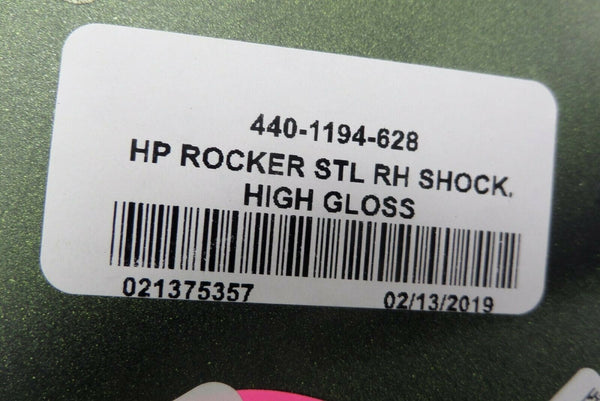 440-1194-628
HP ROCKER STL RH SHOCK.
HIGH GLOSS
021375357
02/13/2019